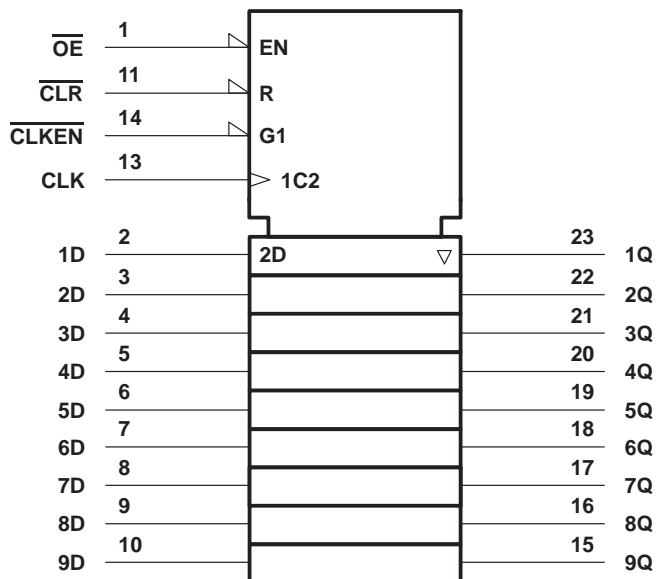 OE 1 EN
CLR 11 R
CLKEN 14 G1
CLK 13 1C2
1D 2 2D 23 1Q
2D 3 22 2Q
3D 4 21 3Q
4D 5 20 4Q
5D 6 19 5Q
6D 7 18 6Q
7D 8 17 7Q
8D 9 16 8Q
9D 10 15 9Q